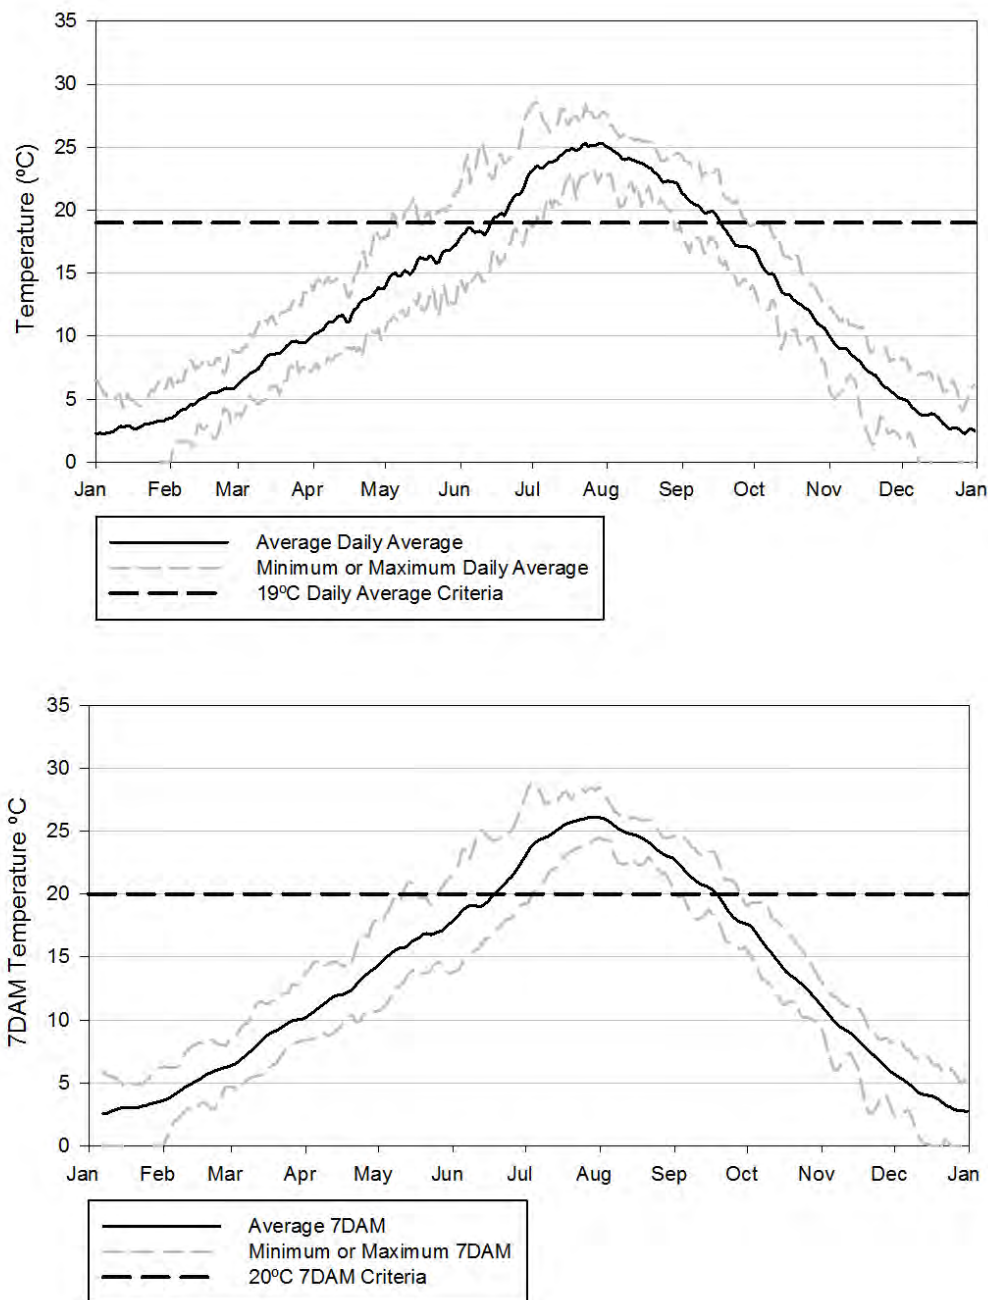 35
30
25
20
15
10
5
0
Temperature (ºC)
Jan Feb Mar Apr May Jun Jul Aug Sep Oct Nov Dec Jan
Average Daily Average
Minimum or Maximum Daily Average
19ºC Daily Average Criteria
35
30
25
20
15
10
5
0
7DAM Temperature ºC
Jan Feb Mar Apr May Jun Jul Aug Sep Oct Nov Dec Jan
Average 7DAM
Minimum or Maximum 7DAM
20ºC 7DAM Criteria